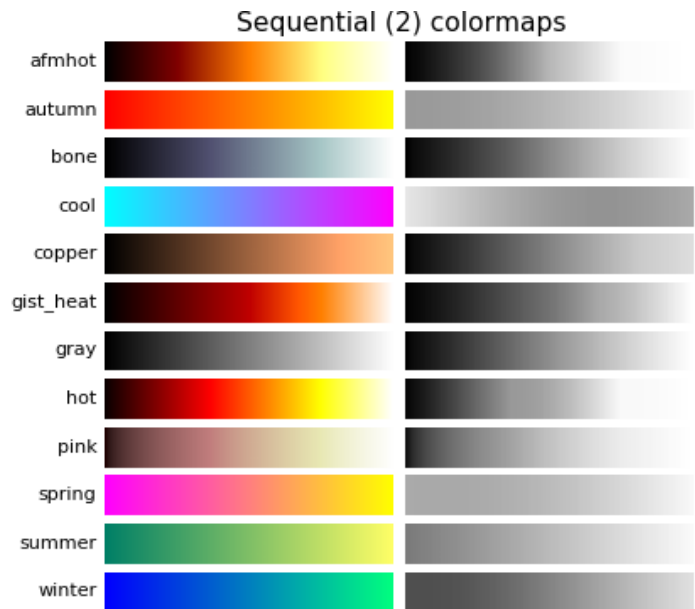 Sequential (2) colormaps
afmhot
autumn
bone
cool
copper
gist_heat
gray
hot
pink
spring
summer
winter